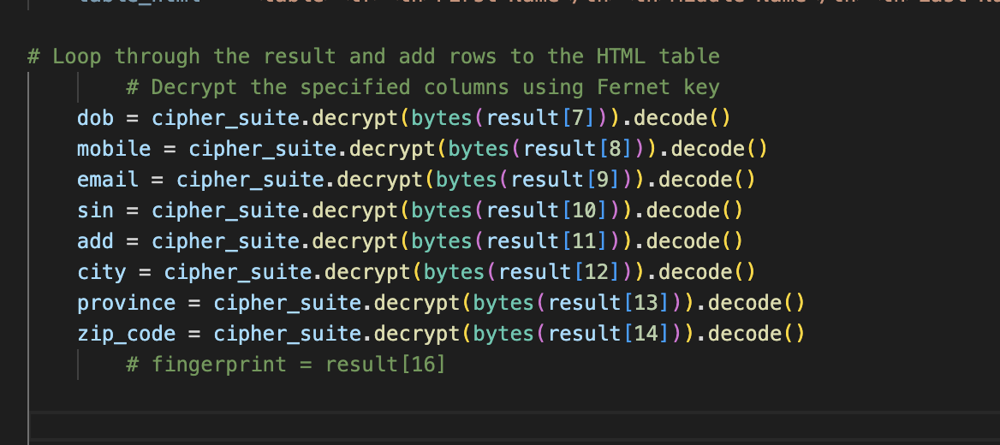 # Loop through the result and add rows to the HTML table
# Decrypt the specified columns using Fernet key
dob = cipher_suite.decrypt(bytes(result[7])).decode()
mobile = cipher_suite.decrypt(bytes(result[8])).decode()
email = cipher_suite.decrypt(bytes(result[9])).decode()
sin = cipher_suite.decrypt(bytes(result[10])).decode()
add = cipher_suite.decrypt(bytes(result[11])).decode()
city = cipher_suite.decrypt(bytes(result[12])).decode()
province = cipher_suite.decrypt(bytes(result[13])).decode()
zip_code = cipher_suite.decrypt(bytes(result[14])).decode()
# fingerprint = result[16]